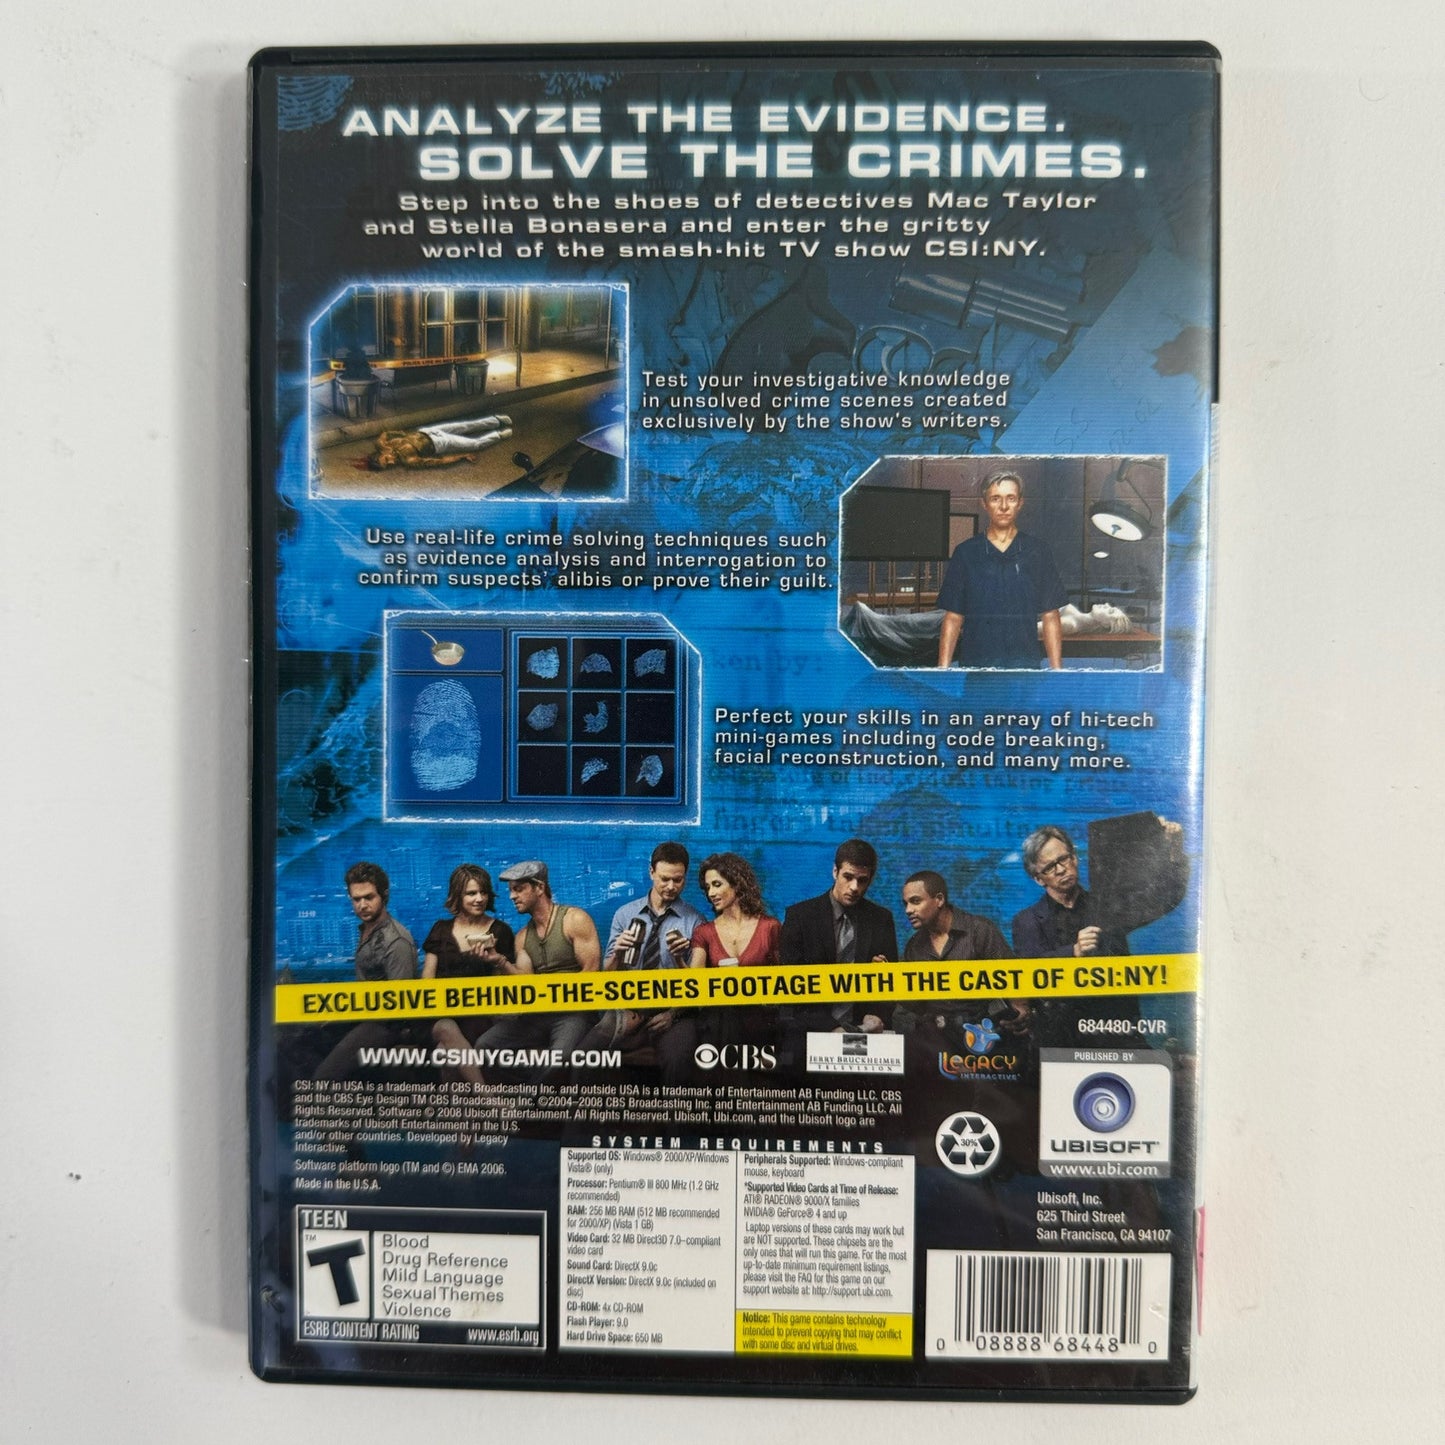 ANALYZE THE EVIDENCE.
SOLVE THE CRIMES.
Step into the shoes of detectives Mac Taylor
and Stella Bonasera and enter the gritty
world of the smash-hit TV show CSI:NY.
Test your investigative knowledge
in unsolved crime scenes created
exclusively by the show's writers.
Use real-life crime solving techniques such
as evidence analysis and interrogation to
confirm suspects' alibis or prove their guilt.
ken by:
Perfect your skills in an array of hi-tech
mini-games including code breaking,
facial reconstruction, and many more.
EXCLUSIVE BEHIND-THE-SCENES FOOTAGE WITH THE CAST OF CSI:NY!
684480-CVR
WWW.CSINYGAME.COM
CBS
JERRY BRUCKHEIMER
TELEVISION
LEGACY
INTERACTIVE
PUBLISHED BY
UBISOFT
www.ubi.com
CSI: NY in USA is a trademark of CBS Broadcasting Inc. and outside USA is a trademark of Entertainment AB Funding LLC. CBS
and the CBS Eye Design TM CBS Broadcasting Inc. ©2004–2008 CBS Broadcasting Inc. and Entertainment AB Funding LLC. All
Rights Reserved. Software © 2008 Ubisoft Entertainment. All Rights Reserved. Ubisoft, Ubi.com, and the Ubisoft logo are
trademarks of Ubisoft Entertainment in the U.S.
and/or other countries. Developed by Legacy
Interactive.
Software platform logo (TM and ©) EMA 2006.
Made in the U.S.A.
30%
SYSTEM REQUIREMENTS
Supported OS: Windows® 2000/XP/Windows
Vista® (only)
Processor: Pentium® III 800 MHz (1.2 GHz
recommended)
RAM: 256 MB RAM (512 MB recommended
for 2000/XP) (Vista 1 GB)
Video Card: 32 MB Direct3D 7.0–compliant
video card
Sound Card: DirectX 9.0c
DirectX Version: DirectX 9.0c (included on
disc)
CD-ROM: 4x CD-ROM
Flash Player: 9.0
Hard Drive Space: 650 MB
Peripherals Supported: Windows-compliant
mouse, keyboard
*Supported Video Cards at Time of Release:
ATI® RADEON® 9000/X families
NVIDIA® GeForce® 4 and up
Laptop versions of these cards may work but
are NOT supported. These chipsets are the
only ones that will run this game. For the most
up-to-date minimum requirement listings,
please visit the FAQ for this game on our
support website at: http://support.ubi.com.
Notice: This game contains technology
intended to prevent copying that may conflict
with some disc and virtual drives.
Ubisoft, Inc.
625 Third Street
San Francisco, CA 94107
TEEN
T
TM
Blood
Drug Reference
Mild Language
Sexual Themes
Violence
ESRB CONTENT RATING www.esrb.org
0 08888 68448 0